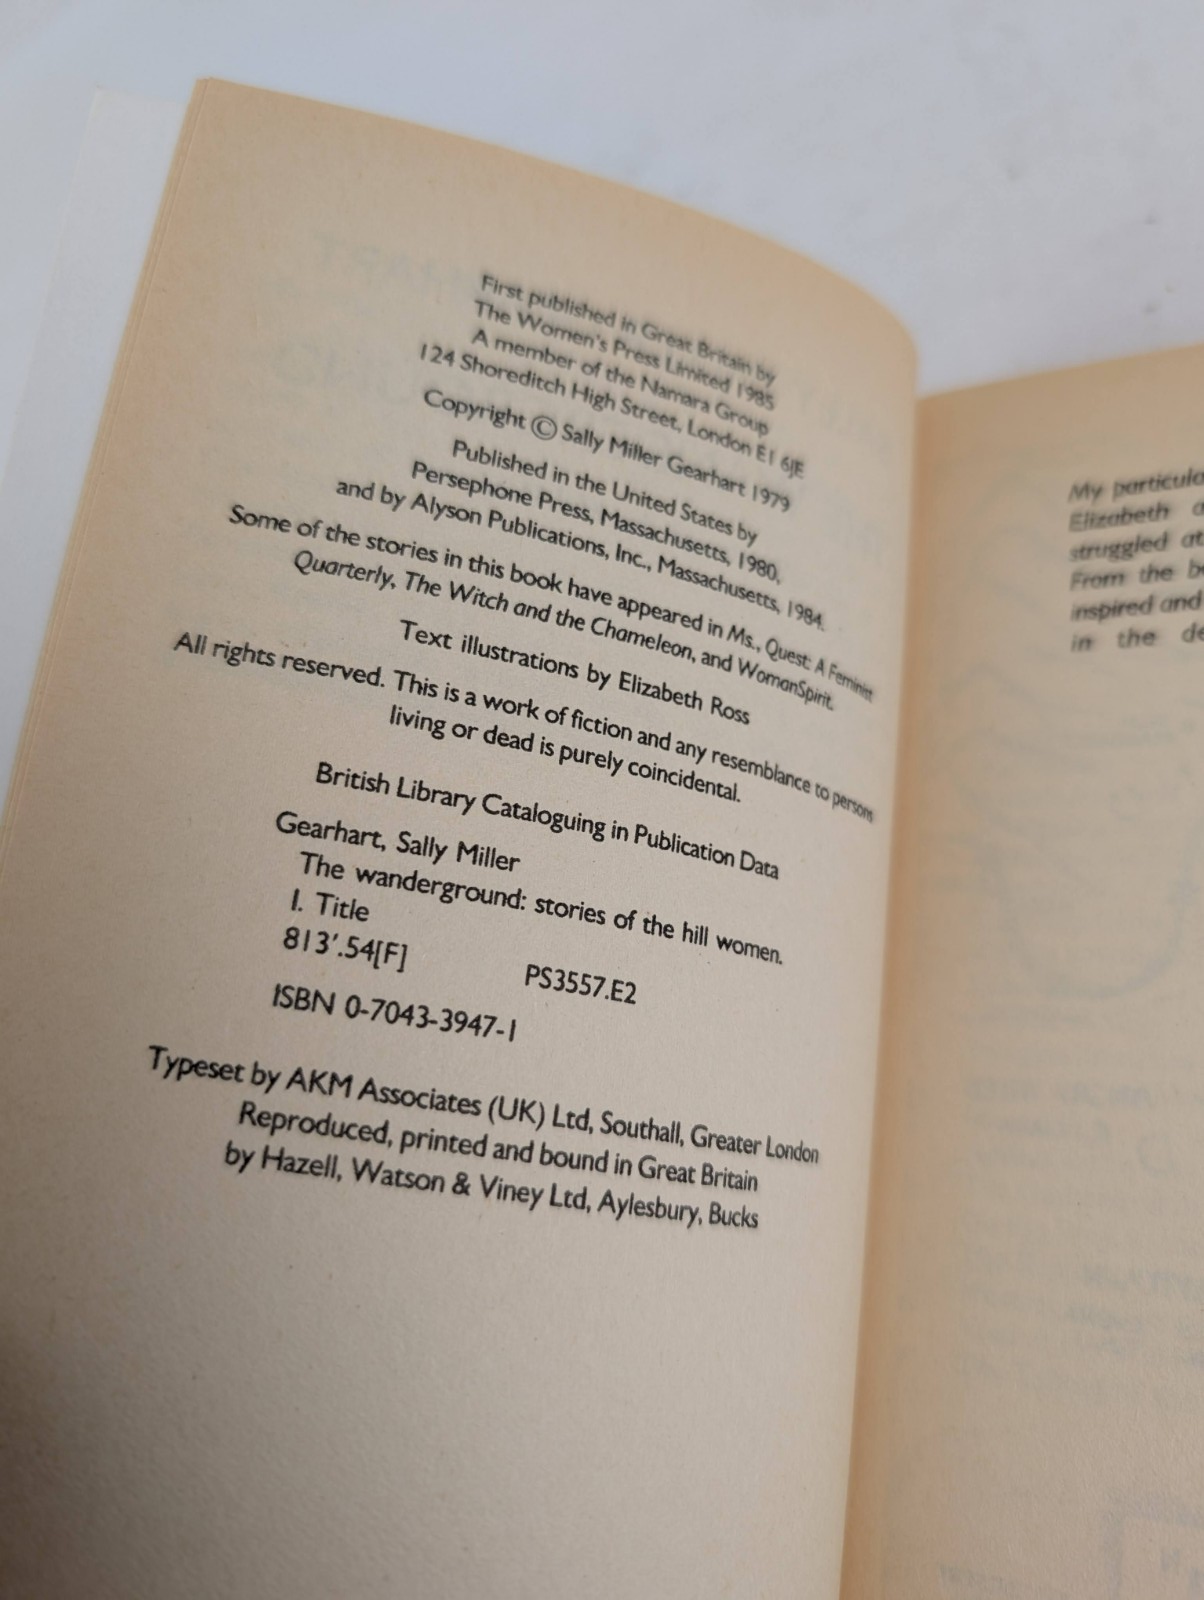 First published in Great Britain by
The Women's Press Limited 1985
A member of the Namara Group
124 Shoreditch High Street, London E1 6JE
Copyright © Sally Miller Gearhart 1979
Published in the United States by
Persephone Press, Massachusetts, 1980,
and by Alyson Publications, Inc., Massachusetts, 1984.
Some of the stories in this book have appeared in Ms., Quest: A Feminist
Quarterly, The Witch and the Chameleon, and WomanSpirit.
Text illustrations by Elizabeth Ross
All rights reserved. This is a work of fiction and any resemblance to persons
living or dead is purely coincidental.
British Library Cataloguing in Publication Data
Gearhart, Sally Miller
The wanderground: stories of the hill women.
I. Title
813'.54[F] PS3557.E2
ISBN 0-7043-3947-1
Typeset by AKM Associates (UK) Ltd, Southall, Greater London
Reproduced, printed and bound in Great Britain
by Hazell, Watson & Viney Ltd, Aylesbury, Bucks
My particula
Elizabeth a
struggled at
From the be
inspired and
in the de